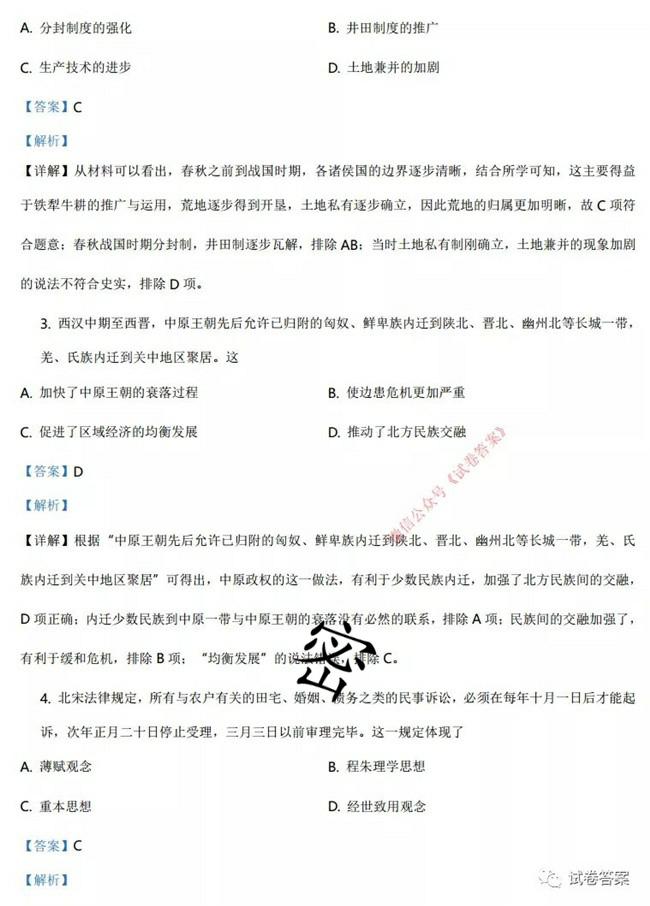 A. 分封制度的强化 B. 井田制度的推广
C. 生产技术的进步 D. 土地兼并的加剧
【答案】C
【解析】
【详解】从材料可以看出，春秋之前到战国时期，各诸侯国的边界逐步清晰，结合所学可知，这主要得益
于铁犁牛耕的推广与运用，荒地逐步得到开垦，土地私有逐步确立，因此荒地的归属更加明晰，故 C 项符
合题意；春秋战国时期分封制，井田制逐步瓦解，排除 AB；当时土地私有制刚确立，土地兼并的现象加剧
的说法不符合史实，排除 D 项。
3. 西汉中期至西晋，中原王朝先后允许已归附的匈奴、鲜卑族内迁到陕北、晋北、幽州北等长城一带，
羌、氐族内迁到关中地区聚居。这
A. 加快了中原王朝的衰落过程 B. 使边患危机更加严重
C. 促进了区域经济的均衡发展 D. 推动了北方民族交融
微信公众号《试卷答案》
【答案】D
【解析】
【详解】根据“中原王朝先后允许已归附的匈奴、鲜卑族内迁到陕北、晋北、幽州北等长城一带，羌、氐
族内迁到关中地区聚居”可得出，中原政权的这一做法，有利于少数民族内迁，加强了北方民族间的交融，
D 项正确；内迁少数民族到中原一带与中原王朝的衰落没有必然的联系，排除 A 项；民族间的交融加强了，
有利于缓和危机，排除 B 项；“均衡发展”的说法错误，排除 C。
密
4. 北宋法律规定，所有与农户有关的田宅、婚姻、债务之类的民事诉讼，必须在每年十月一日后才能起
诉，次年正月二十日停止受理，三月三日以前审理完毕。这一规定体现了
A. 薄赋观念 B. 程朱理学思想
C. 重本思想 D. 经世致用观念
【答案】C
【解析】
试卷答案